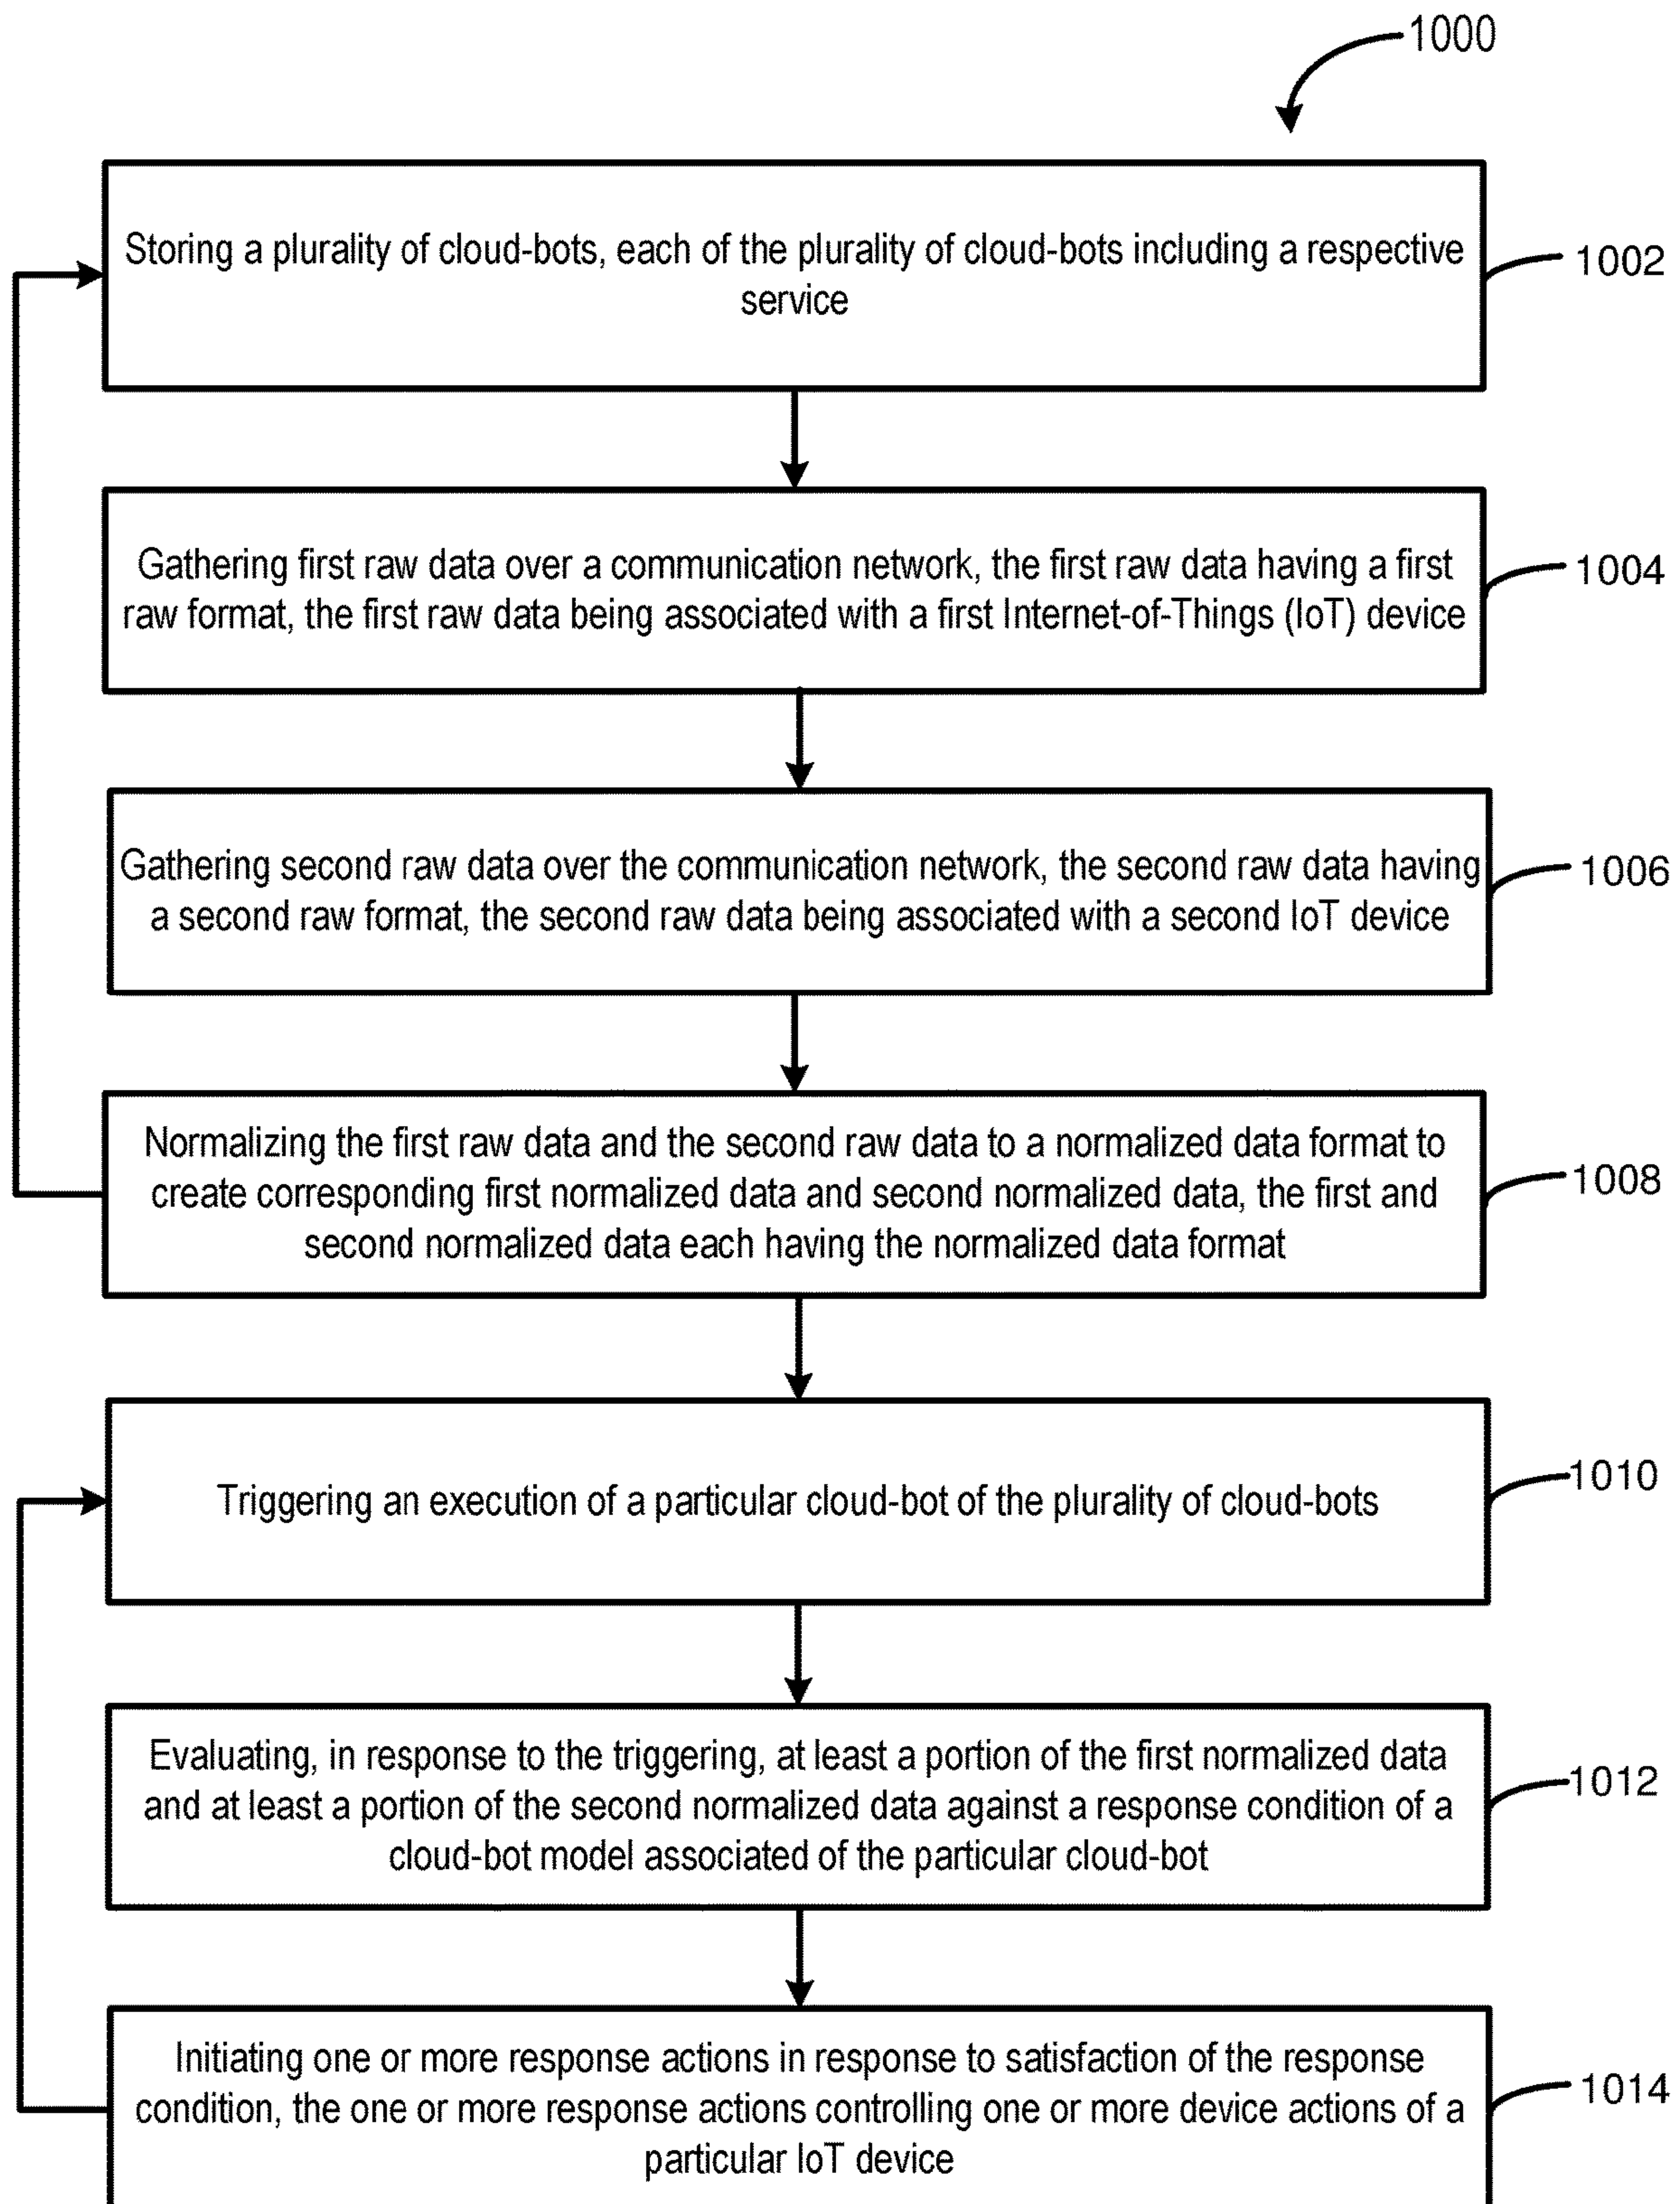 1000
Storing a plurality of cloud-bots, each of the plurality of cloud-bots including a respective
service
1002
Gathering first raw data over a communication network, the first raw data having a first
raw format, the first raw data being associated with a first Internet-of-Things (IoT) device
1004
Gathering second raw data over the communication network, the second raw data having
a second raw format, the second raw data being associated with a second IoT device
1006
Normalizing the first raw data and the second raw data to a normalized data format to
create corresponding first normalized data and second normalized data, the first and
second normalized data each having the normalized data format
1008
Triggering an execution of a particular cloud-bot of the plurality of cloud-bots
1010
Evaluating, in response to the triggering, at least a portion of the first normalized data
and at least a portion of the second normalized data against a response condition of a
cloud-bot model associated of the particular cloud-bot
1012
Initiating one or more response actions in response to satisfaction of the response
condition, the one or more response actions controlling one or more device actions of a
particular IoT device
1014